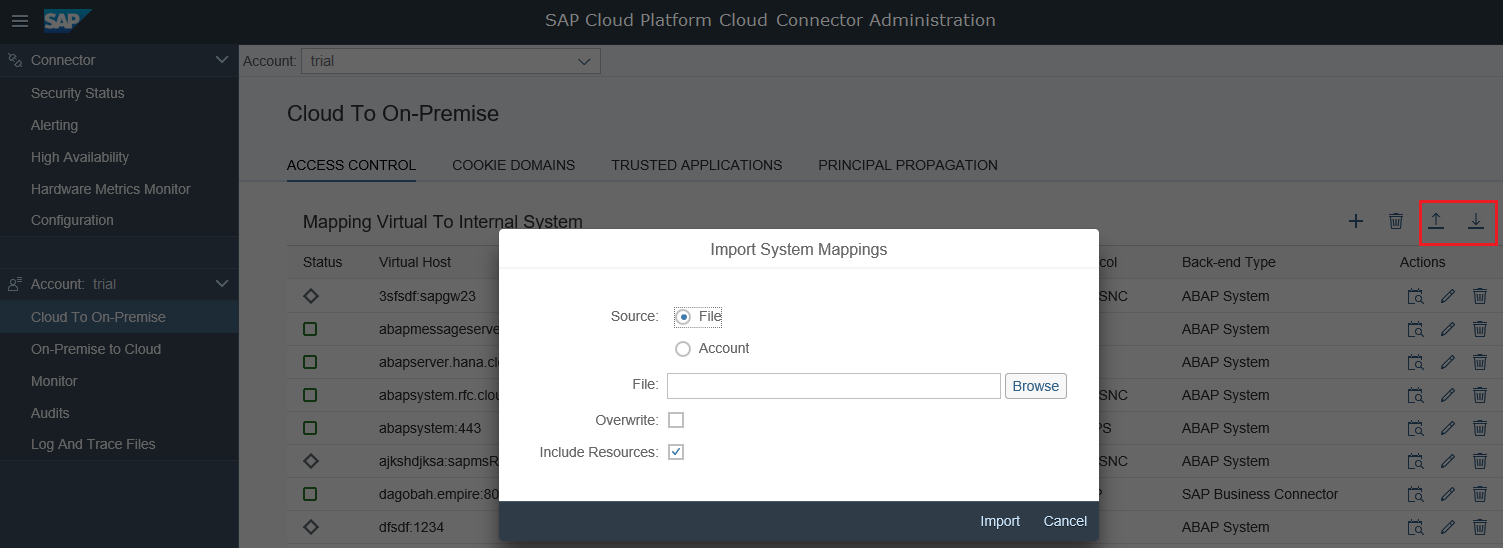 SAP
SAP Cloud Platform Cloud Connector Administration
Connector
Security Status
Alerting
High Availability
Hardware Metrics Monitor
Configuration
Account: trial
Cloud To On-Premise
On-Premise to Cloud
Monitor
Audits
Log And Trace Files
Account: trial
Cloud To On-Premise
ACCESS CONTROL COOKIE DOMAINS TRUSTED APPLICATIONS PRINCIPAL PROPAGATION
Mapping Virtual To Internal System
Status Virtual Host col Back-end Type Actions
3sfsdf:sapgw23 SNC ABAP System
abapmessageserve ABAP System
abapserver.hana.clo ABAP System
abapsystem.rfc.clou SNC ABAP System
abapsystem:443 PS ABAP System
ajkshdjksa:sapmsR SNC ABAP System
dagobah.empire:80 P SAP Business Connector
dfsdf:1234 ABAP System
Import System Mappings
Source: File
Account
File: Browse
Overwrite:
Include Resources:
Import Cancel